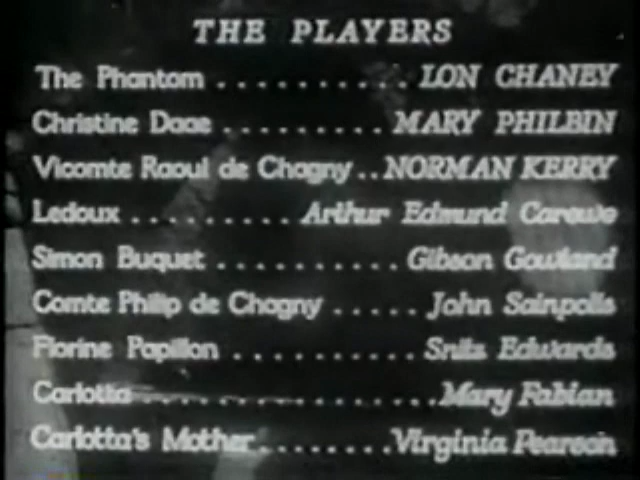 THE PLAYERS
The Phantom .......... LON CHANEY
Christine Daae ......... MARY PHILBIN
Vicomte Raoul de Chagny .. NORMAN KERRY
Ledoux ......... Arthur Edmund Carewe
Simon Buquet .......... Gibson Gowland
Comte Philip de Chagny ..... John Sainpolis
Florine Papillon .......... Snitz Edwards
Carlotta ................ Mary Fabian
Carlotta's Mother ........ Virginia Pearson